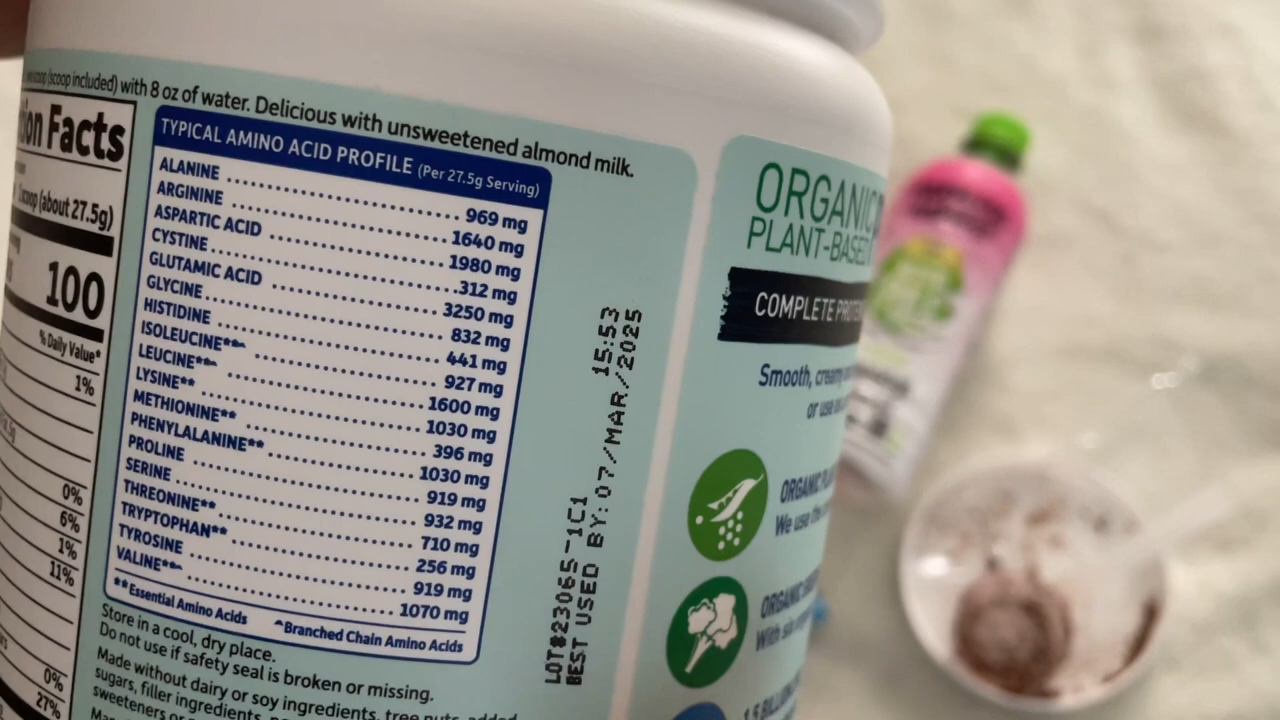 scoop (scoop included) with 8 oz of water. Delicious with unsweetened almond milk.
Facts
scoop (about 27.5g)
100
% Daily Value*
1%
0%
6%
1%
11%
0%
27%
TYPICAL AMINO ACID PROFILE (Per 27.5g Serving)
ALANINE 969 mg
ARGININE 1640 mg
ASPARTIC ACID 1980 mg
CYSTINE 312 mg
GLUTAMIC ACID 3250 mg
GLYCINE 832 mg
HISTIDINE 441 mg
ISOLEUCINE**^ 927 mg
LEUCINE**^ 1600 mg
LYSINE** 1030 mg
METHIONINE** 396 mg
PHENYLALANINE** 1030 mg
PROLINE 919 mg
SERINE 932 mg
THREONINE** 710 mg
TRYPTOPHAN** 256 mg
TYROSINE 919 mg
VALINE**^ 1070 mg
**Essential Amino Acids ^Branched Chain Amino Acids
Store in a cool, dry place.
Do not use if safety seal is broken or missing.
Made without dairy or soy ingredients, tree nuts, added
sugars, filler ingredients,
sweeteners or
LOT#23065-1C1 15:53
BEST USED BY:07/MAR/2025
ORGANIC
PLANT-BASED
COMPLETE PROTEIN
Smooth, creamy
or use
ORGANIC
We use the
ORGANIC
With
1.5 BILLION